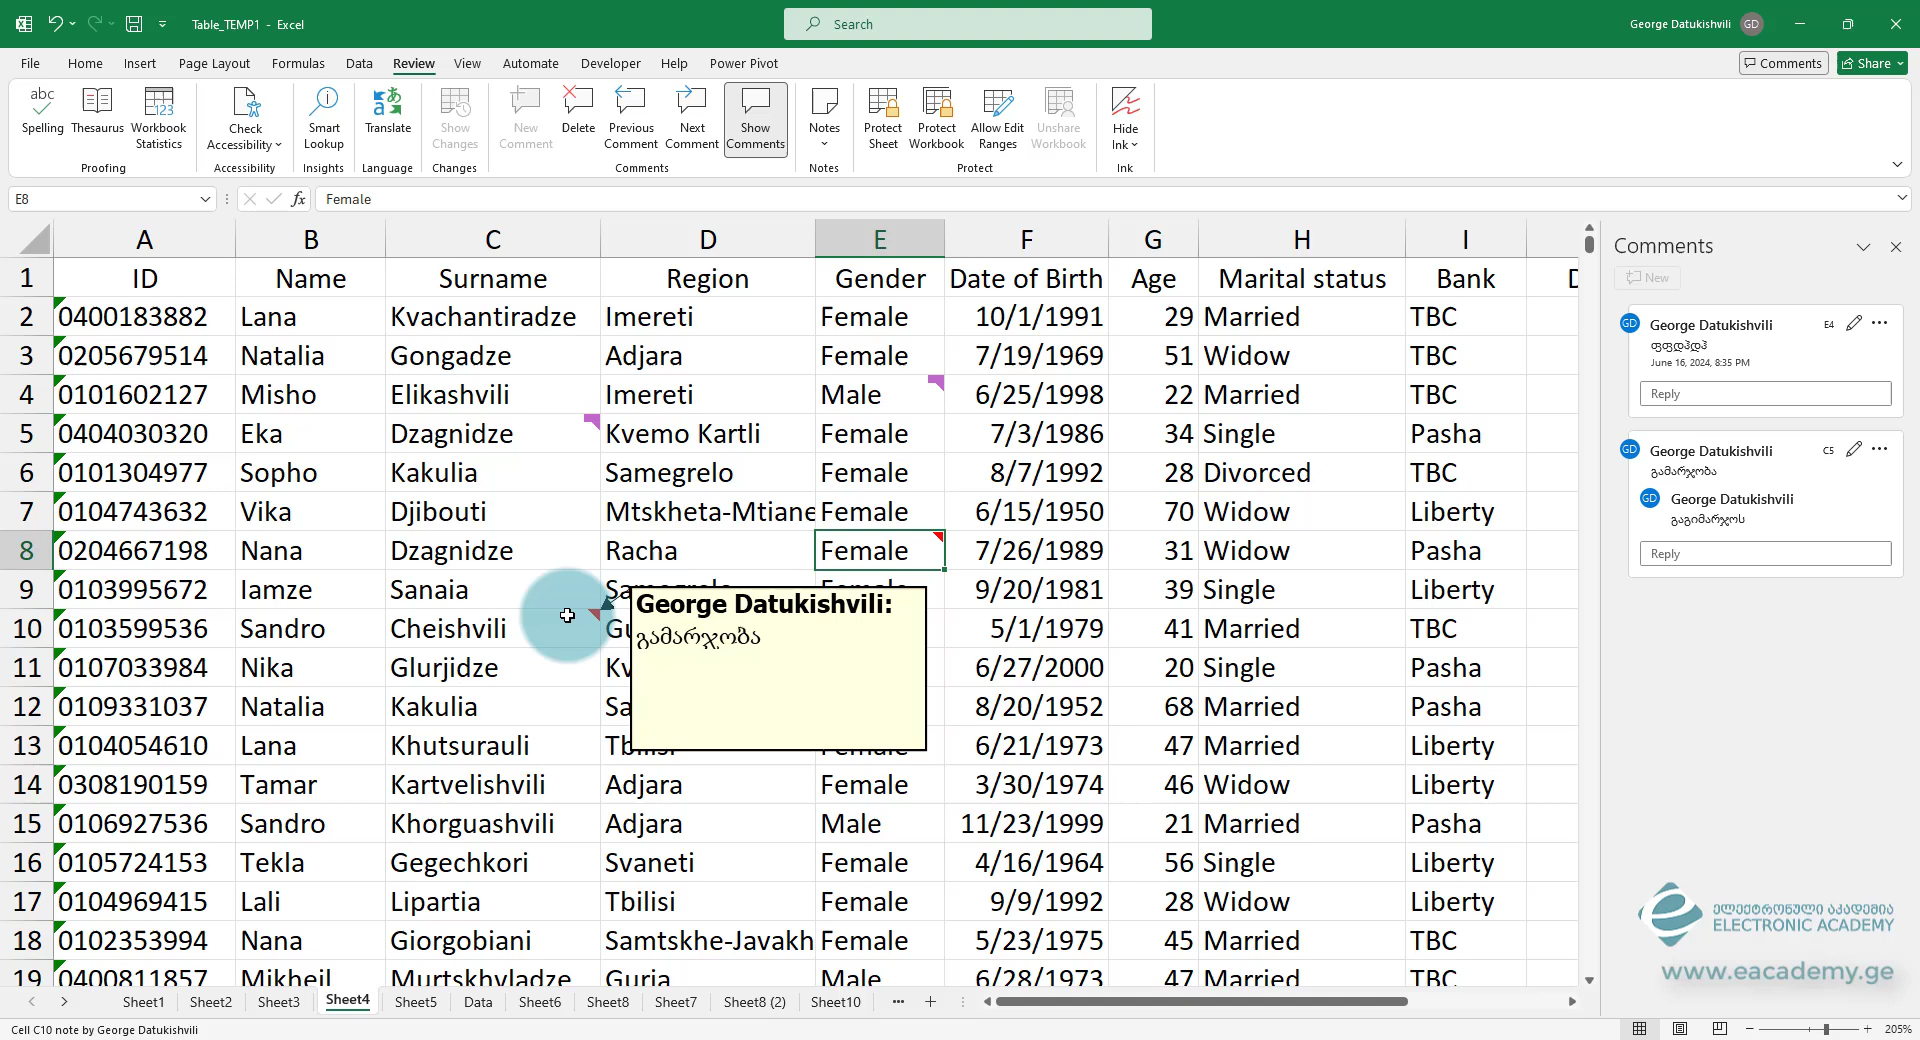 Table_TEMP1 - Excel
Search
George Datukishvili GD
File Home Insert Page Layout Formulas Data Review View Automate Developer Help Power Pivot
Comments Share
Spelling Thesaurus Workbook Statistics
Check Accessibility
Smart Lookup
Translate
Show Changes
New Comment Delete Previous Comment Next Comment Show Comments
Notes
Protect Sheet Protect Workbook Allow Edit Ranges Unshare Workbook
Hide Ink
Proofing Accessibility Insights Language Changes Comments Notes Protect Ink
E8 fx Female
A B C D E F G H I
1 ID Name Surname Region Gender Date of Birth Age Marital status Bank
2 0400183882 Lana Kvachantiradze Imereti Female 10/1/1991 29 Married TBC
3 0205679514 Natalia Gongadze Adjara Female 7/19/1969 51 Widow TBC
4 0101602127 Misho Elikashvili Imereti Male 6/25/1998 22 Married TBC
5 0404030320 Eka Dzagnidze Kvemo Kartli Female 7/3/1986 34 Single Pasha
6 0101304977 Sopho Kakulia Samegrelo Female 8/7/1992 28 Divorced TBC
7 0104743632 Vika Djibouti Mtskheta-Mtiane Female 6/15/1950 70 Widow Liberty
8 0204667198 Nana Dzagnidze Racha Female 7/26/1989 31 Widow Pasha
9 0103995672 Iamze Sanaia 9/20/1981 39 Single Liberty
10 0103599536 Sandro Cheishvili Gu 5/1/1979 41 Married TBC
11 0107033984 Nika Glurjidze Kv 6/27/2000 20 Single Pasha
12 0109331037 Natalia Kakulia Sa 8/20/1952 68 Married Pasha
13 0104054610 Lana Khutsurauli Tbilisi Female 6/21/1973 47 Married Liberty
14 0308190159 Tamar Kartvelishvili Adjara Female 3/30/1974 46 Widow Liberty
15 0106927536 Sandro Khorguashvili Adjara Male 11/23/1999 21 Married Pasha
16 0105724153 Tekla Gegechkori Svaneti Female 4/16/1964 56 Single Liberty
17 0104969415 Lali Lipartia Tbilisi Female 9/9/1992 28 Widow Liberty
18 0102353994 Nana Giorgobiani Samtskhe-Javakh Female 5/23/1975 45 Married TBC
19 0400811857 Mikheil Murtskhvladze Guria Male 6/28/1973 47 Married TBC
George Datukishvili:
გამარჯობა
Comments
New
GD George Datukishvili E4
ფფდჰდჰ
June 16, 2024, 8:35 PM
Reply
GD George Datukishvili C5
გამარჯობა
GD George Datukishvili
გაგიმარჯოს
Reply
ელექტრონული აკადემია
ELECTRONIC ACADEMY
www.eacademy.ge
Sheet1 Sheet2 Sheet3 Sheet4 Sheet5 Data Sheet6 Sheet8 Sheet7 Sheet8 (2) Sheet10
Cell C10 note by George Datukishvili
205%